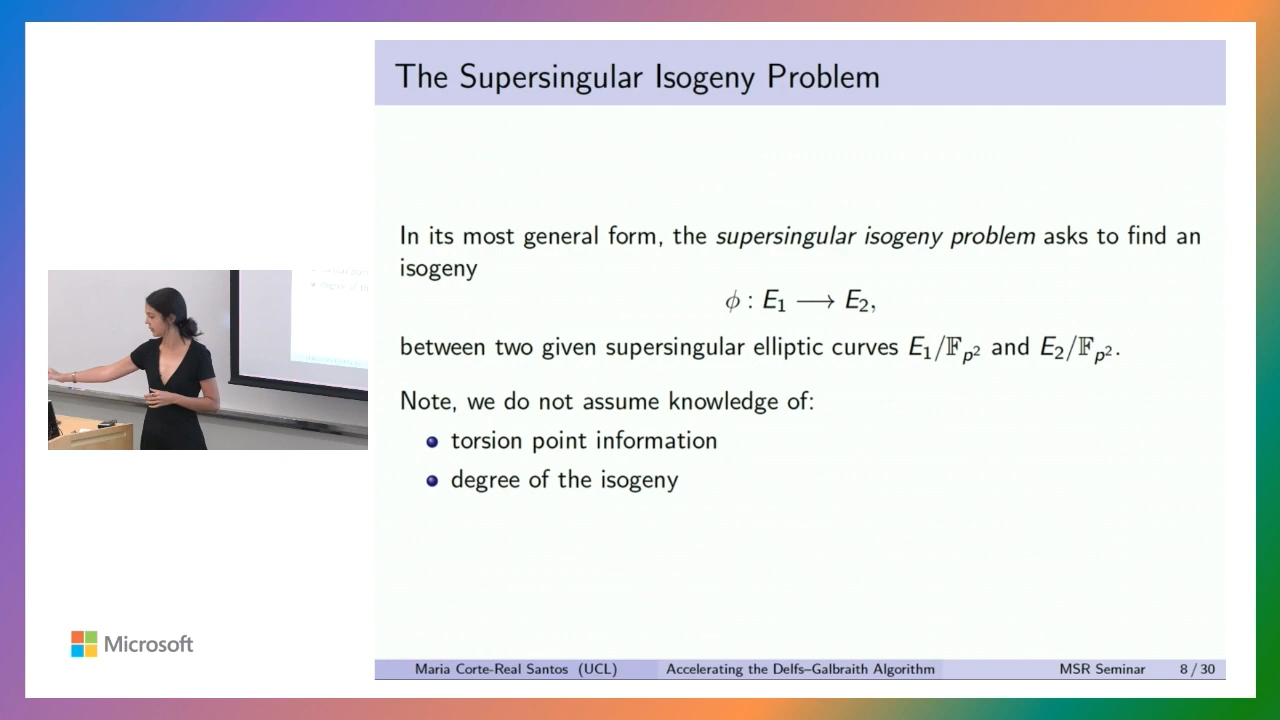 The Supersingular Isogeny Problem
In its most general form, the supersingular isogeny problem asks to find an
isogeny
ϕ : E₁ ⟶ E₂,
between two given supersingular elliptic curves E₁/𝔽ₚ² and E₂/𝔽ₚ².
Note, we do not assume knowledge of:
torsion point information
degree of the isogeny
degree of th
Microsoft
Maria Corte-Real Santos (UCL) Accelerating the Delfs–Galbraith Algorithm MSR Seminar 8 / 30